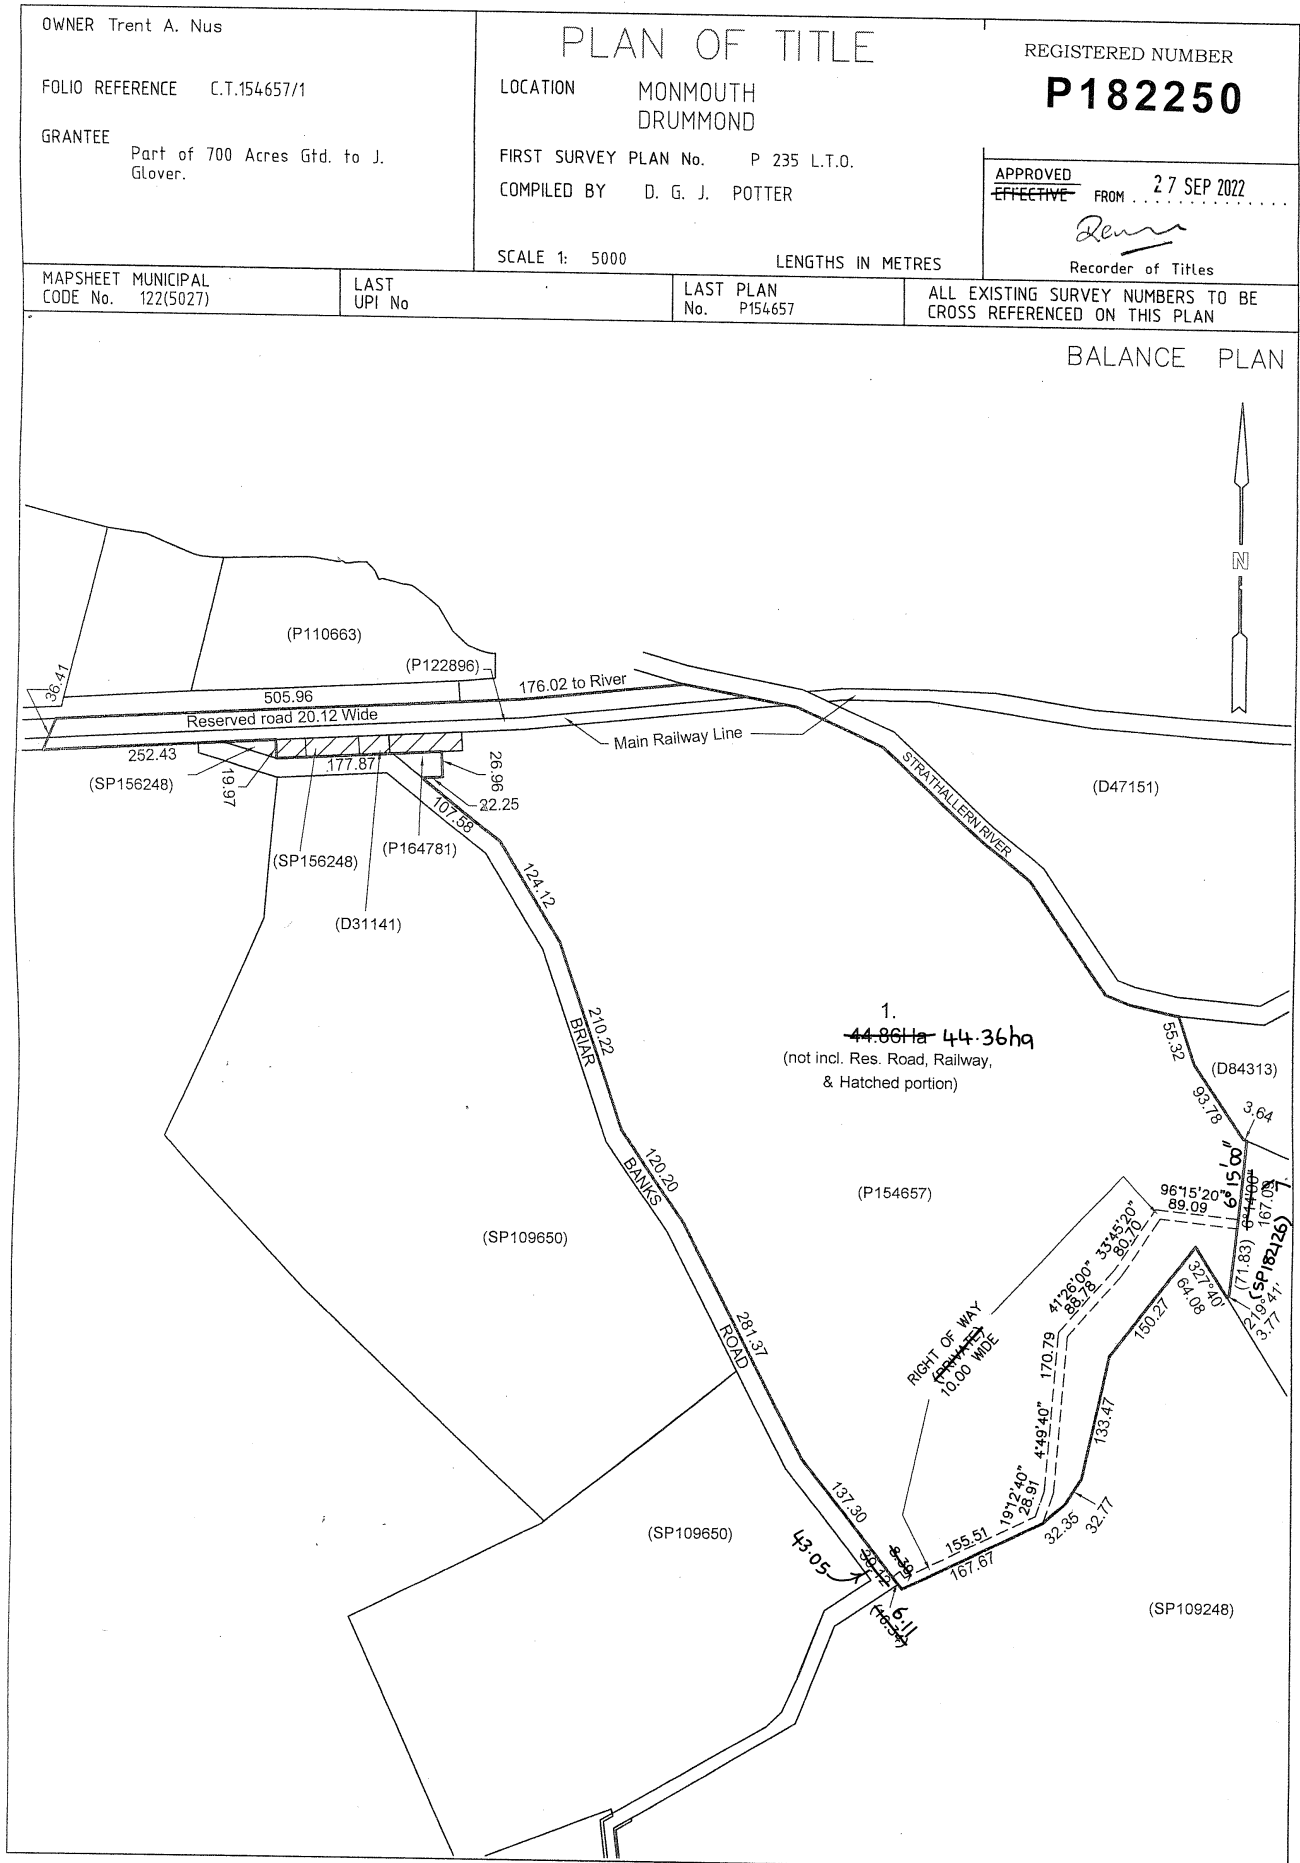 OWNER Trent A. Nus
FOLIO REFERENCE C.T.154657/1
GRANTEE
Part of 700 Acres Gtd. to J.
Glover.
PLAN OF TITLE
LOCATION MONMOUTH
DRUMMOND
FIRST SURVEY PLAN No. P 235 L.T.O.
COMPILED BY D. G. J. POTTER
SCALE 1: 5000 LENGTHS IN METRES
REGISTERED NUMBER
P182250
APPROVED
EFFECTIVE FROM 27 SEP 2022
Recorder of Titles
MAPSHEET MUNICIPAL
CODE No. 122(5027)
LAST
UPI No
LAST PLAN
No. P154657
ALL EXISTING SURVEY NUMBERS TO BE
CROSS REFERENCED ON THIS PLAN
BALANCE PLAN
N
(P110663)
(P122896)
36.41
505.96
176.02 to River
Reserved road 20.12 Wide
Main Railway Line
252.43
(SP156248)
19.97
177.87
26.96
22.25
107.58
(SP156248)
(P164781)
(D31141)
STRATHALLERN RIVER
(D47151)
124.12
210.22
BRIAR
1.
44.86Ha 44.36ha
(not incl. Res. Road, Railway,
& Hatched portion)
55.32
(D84313)
93.78
3.64
120.20
BANKS
(P154657)
(SP109650)
96°15'20"
89.09
6°15'00"
6°14'00"
167.09
7.
(71.83)
(SP182126)
33°45'20"
80.70
41°26'00"
88.78
327°40'
64.08
219°41'
3.77
150.27
281.37
ROAD
RIGHT OF WAY
(PRIVATE)
10.00 WIDE
170.79
4°49'40"
133.47
19°12'40"
28.91
137.30
(SP109650)
43.05
39.12
8.39
155.51
167.67
32.35
32.77
6.11
(16.34)
(SP109248)